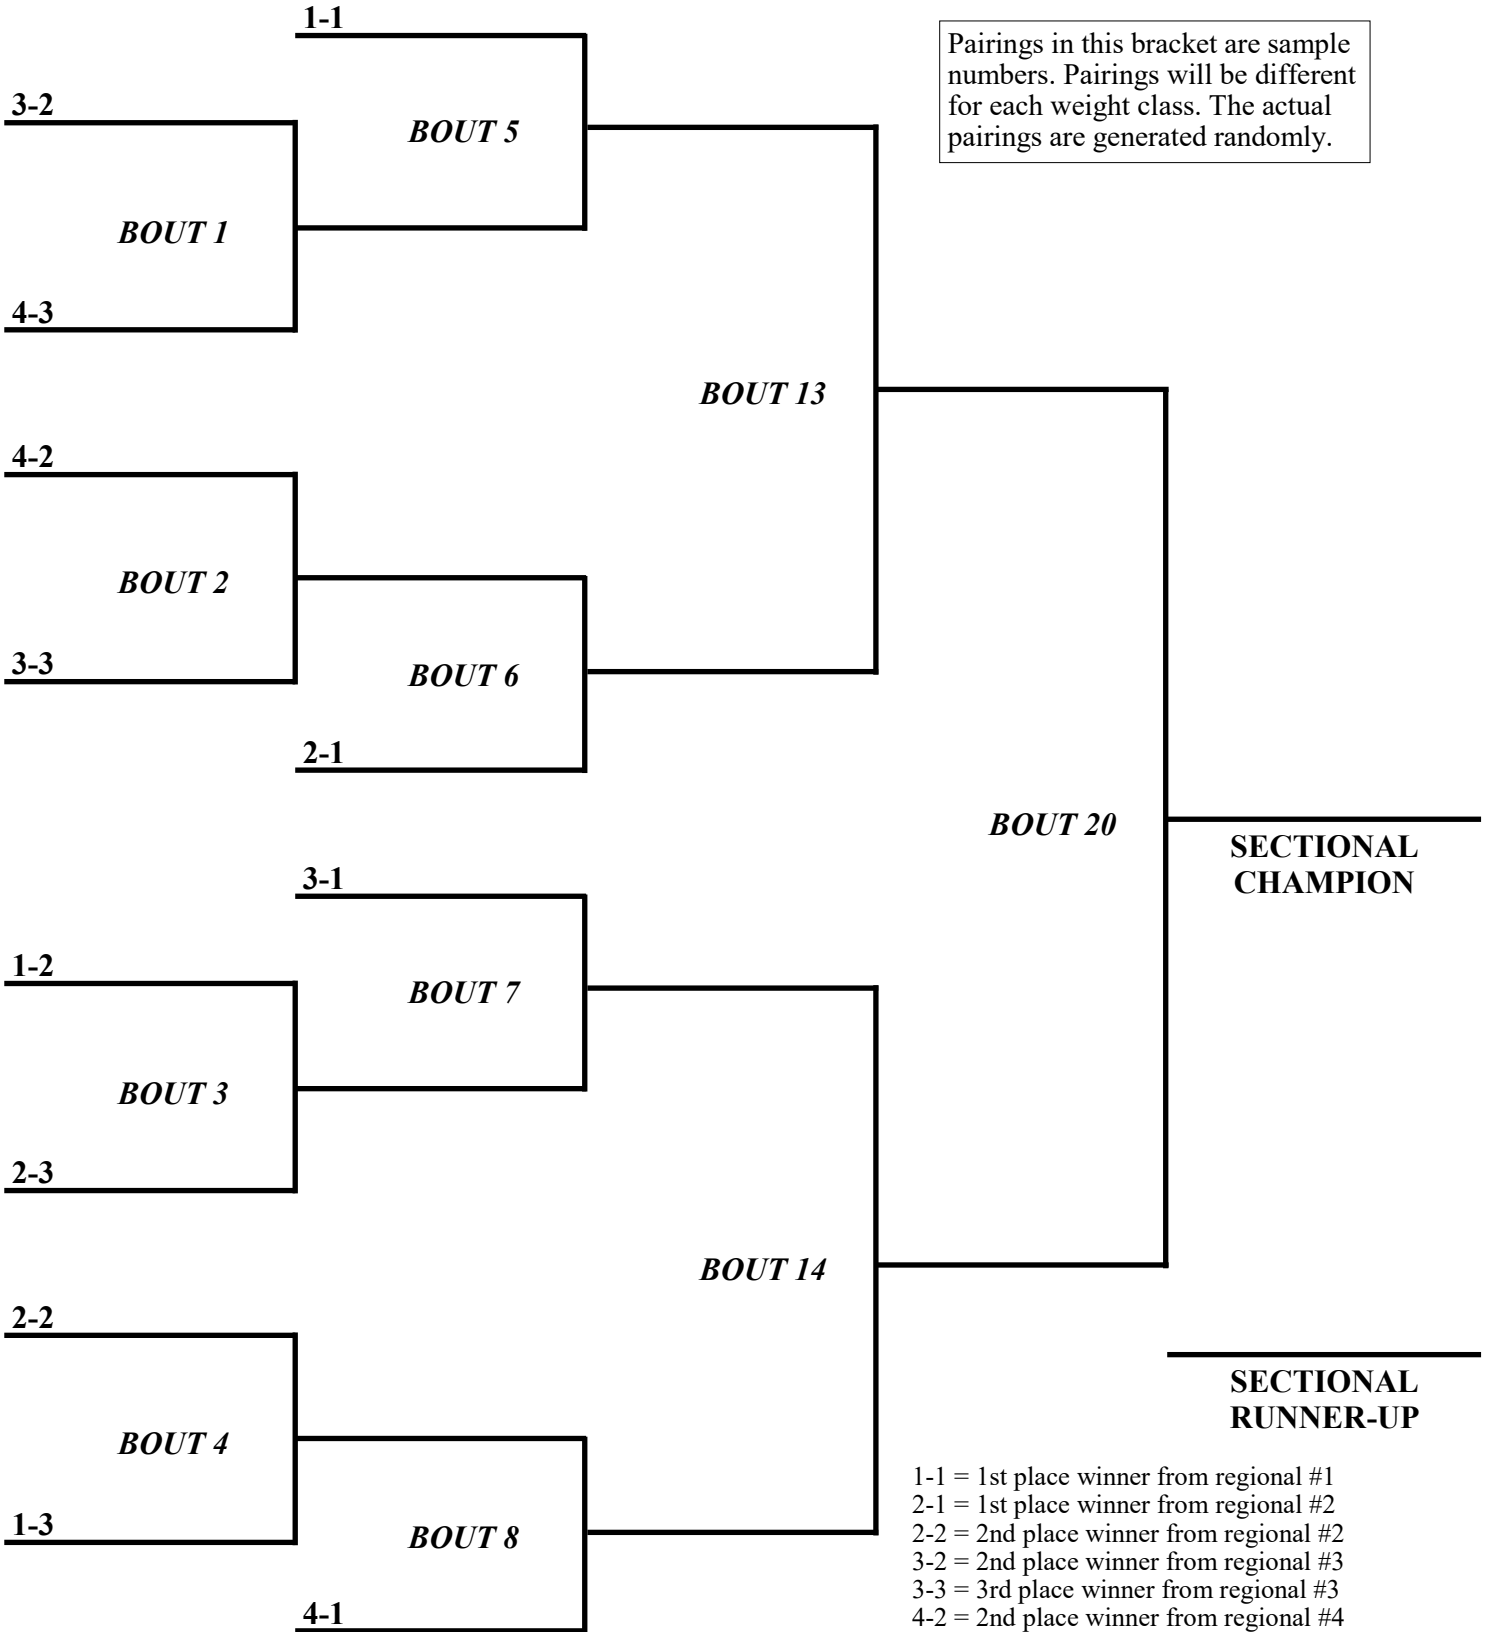 1-1
Pairings in this bracket are sample
numbers. Pairings will be different
for each weight class. The actual
pairings are generated randomly.
3-2
BOUT 5
BOUT 1
4-3
BOUT 13
4-2
BOUT 2
3-3
BOUT 6
2-1
BOUT 20
SECTIONAL
CHAMPION
3-1
1-2
BOUT 7
BOUT 3
2-3
BOUT 14
2-2
SECTIONAL
RUNNER-UP
BOUT 4
1-3
BOUT 8
4-1
1-1 = 1st place winner from regional #1
2-1 = 1st place winner from regional #2
2-2 = 2nd place winner from regional #2
3-2 = 2nd place winner from regional #3
3-3 = 3rd place winner from regional #3
4-2 = 2nd place winner from regional #4